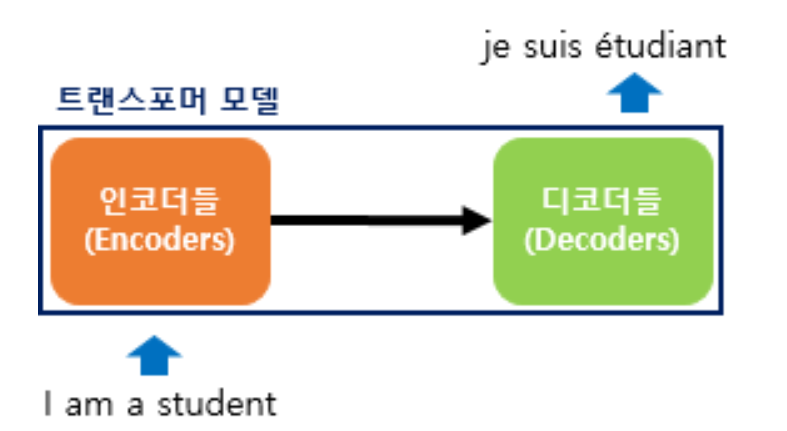 je suis étudiant
트랜스포머 모델
인코더들
(Encoders)
디코더들
(Decoders)
I am a student